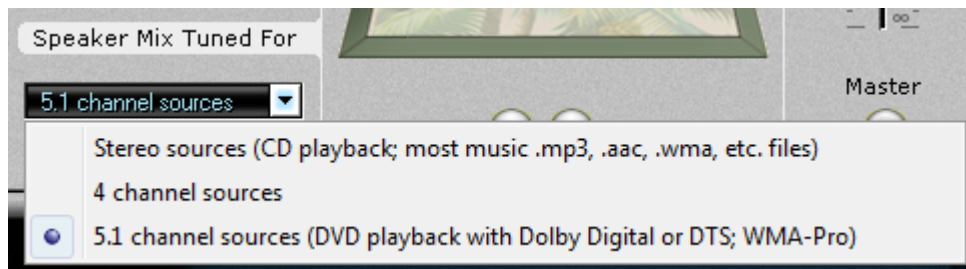 Speaker Mix Tuned For
∞
5.1 channel sources
Master
Stereo sources (CD playback; most music .mp3, .aac, .wma, etc. files)
4 channel sources
5.1 channel sources (DVD playback with Dolby Digital or DTS; WMA-Pro)